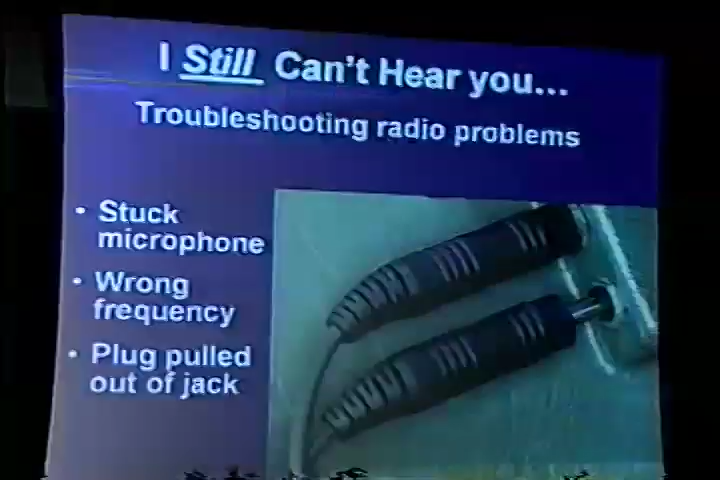 I Still Can't Hear you...
Troubleshooting radio problems
• Stuck
microphone
• Wrong
frequency
• Plug pulled
out of jack